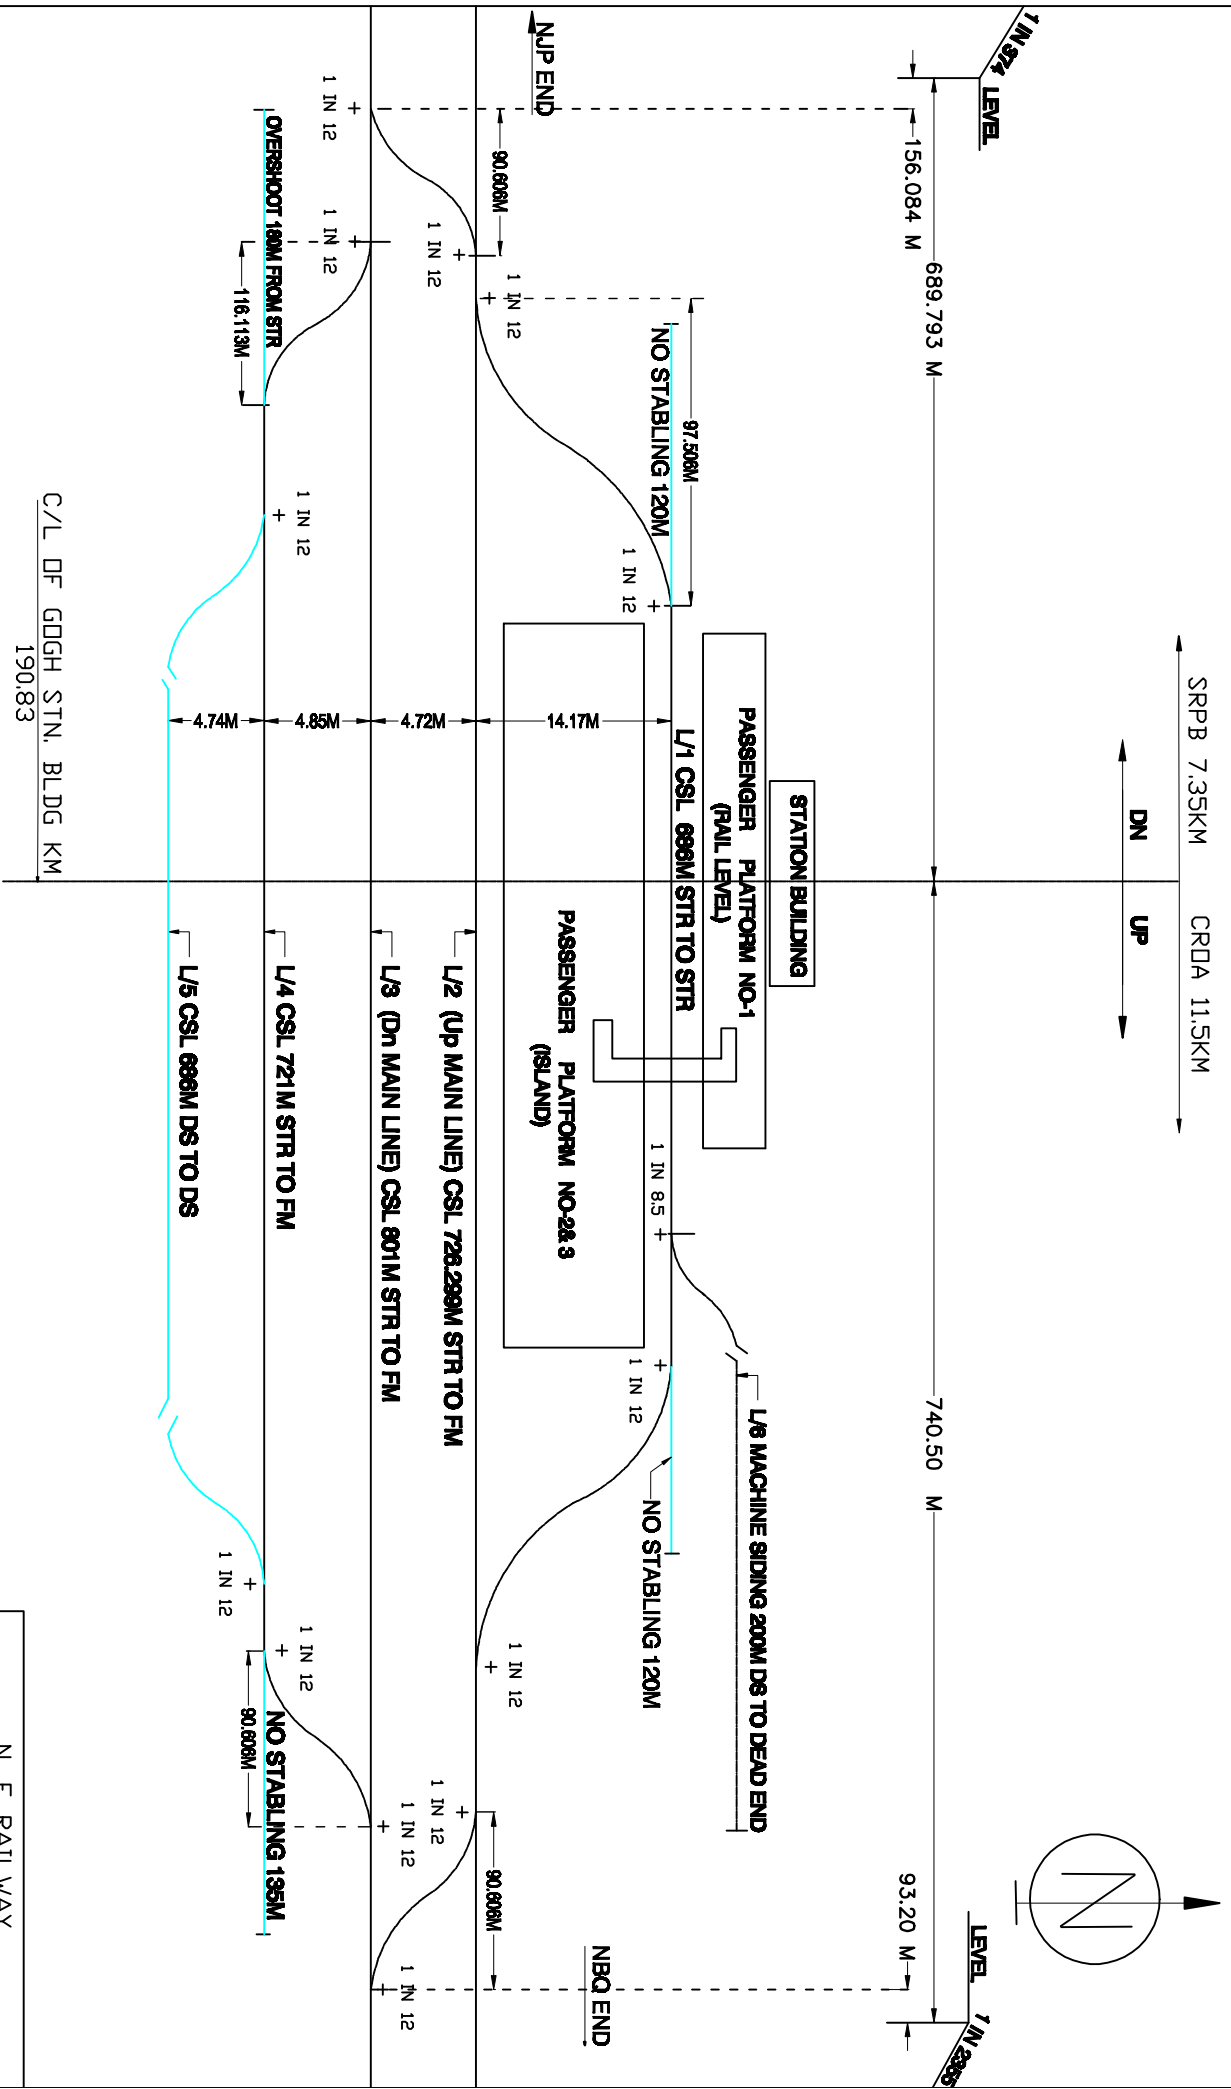 SRPB 7.35KM
CROA 11.5KM
DN
UP
N
1 IN 374
LEVEL
LEVEL
1 IN 2355
689.793 M
740.50 M
156.084 M
93.20 M
STATION BUILDING
PASSENGER PLATFORM NO-1
(RAIL LEVEL)
L/6 MACHINE SIDING 200M DS TO DEAD END
L/1 CSL 686M STR TO STR
97.506M
NO STABLING 120M
1 IN 12
1 IN 8.5
1 IN 12
NO STABLING 120M
NJP END
NBQ END
PASSENGER PLATFORM NO-2& 3
(ISLAND)
14.17M
90.606M
1 IN 12
1 IN 12
90.606M
1 IN 12
L/2 (Up MAIN LINE) CSL 726.299M STR TO FM
1 IN 12
4.72M
L/3 (Dn MAIN LINE) CSL 801M STR TO FM
1 IN 12
1 IN 12
1 IN 12
1 IN 12
4.85M
OVERSHOOT 180M FROM STR
1 IN 12
L/4 CSL 721M STR TO FM
1 IN 12
NO STABLING 135M
116.113M
90.606M
4.74M
1 IN 12
L/5 686M DS TO DS
C/L OF GOGH STN. BLDG KM
190.83
N F RAILWAY